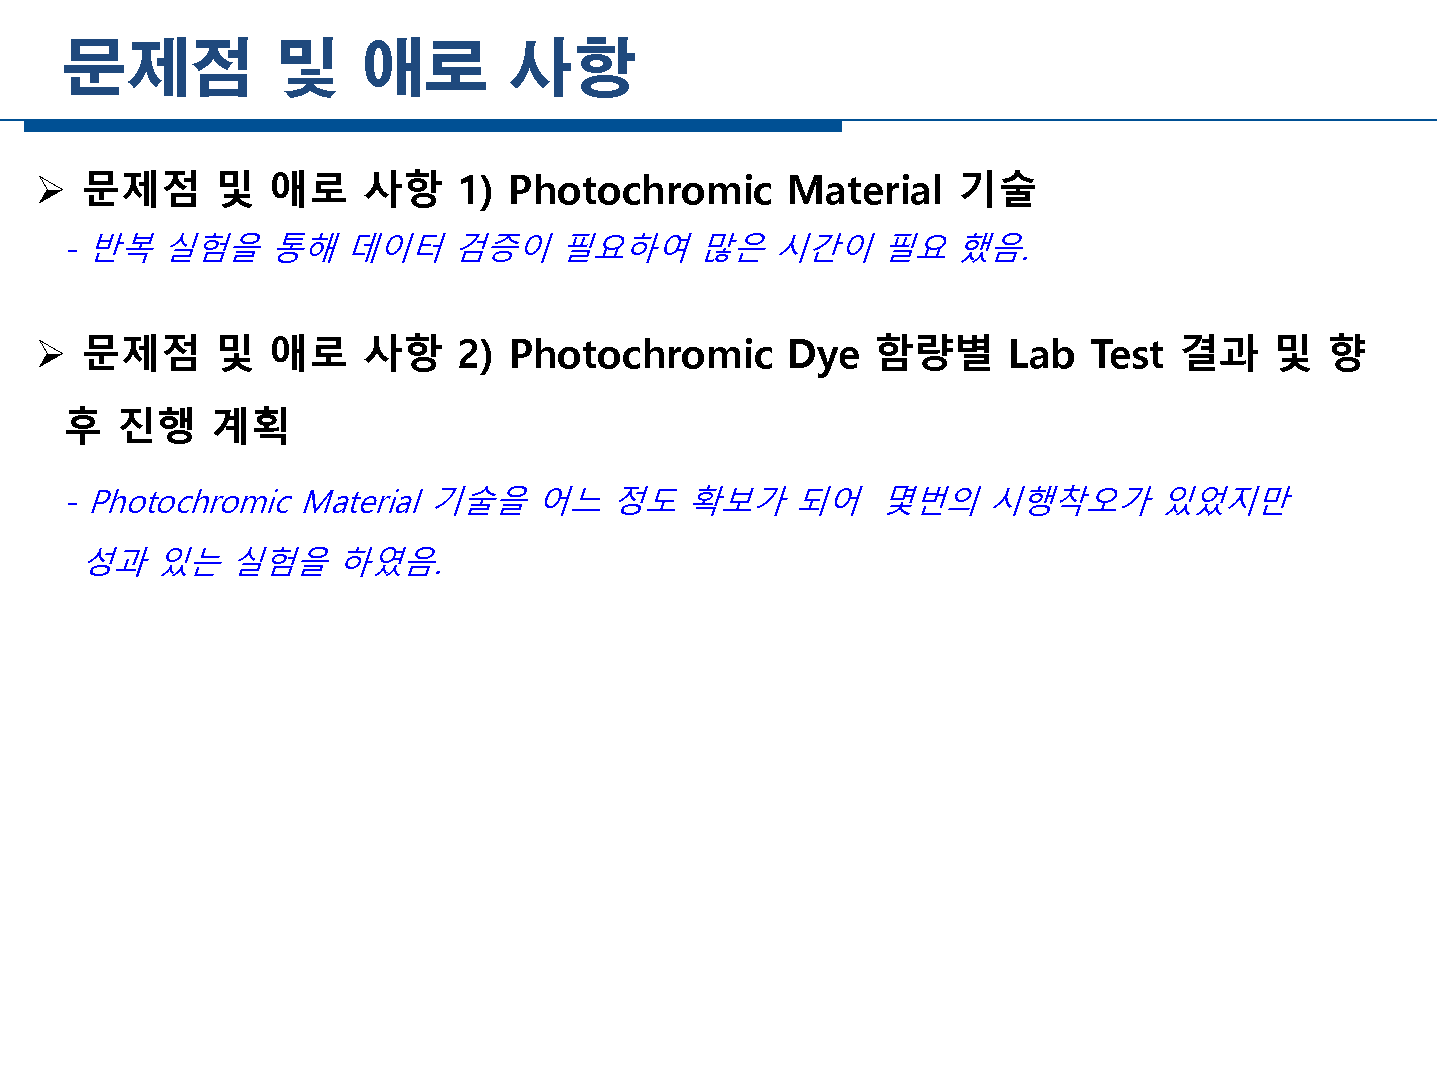 문제점 및 애로 사항
➢ 문제점 및 애로 사항 1) Photochromic Material 기술
- 반복 실험을 통해 데이터 검증이 필요하여 많은 시간이 필요 했음.
➢ 문제점 및 애로 사항 2) Photochromic Dye 함량별 Lab Test 결과 및 향
후 진행 계획
- Photochromic Material 기술을 어느 정도 확보가 되어 몇번의 시행착오가 있었지만
성과 있는 실험을 하였음.